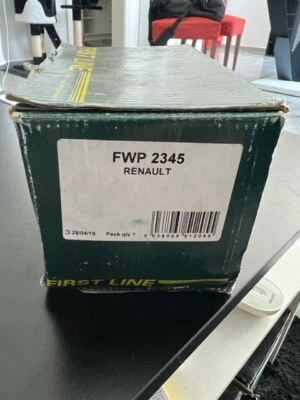 FWP 2345
RENAULT
29/04/19 Pack qty 1
FIRST LINE